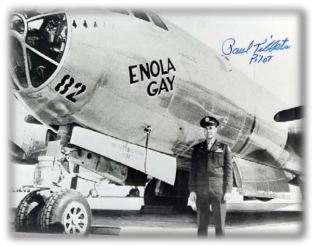 82
ENOLA
GAY
Paul Tibbets
Pilot